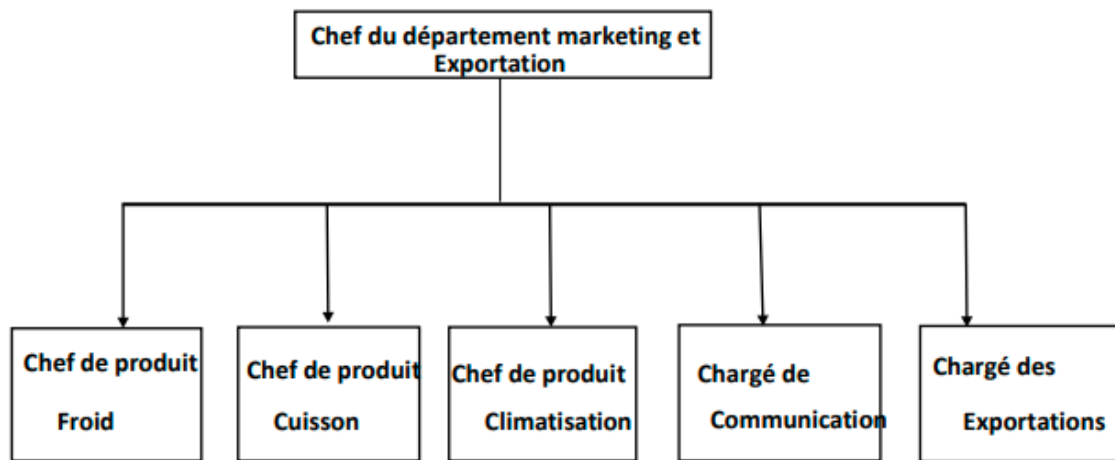 Chef du département marketing et
Exportation
Chef de produit
Froid
Chef de produit
Cuisson
Chef de produit
Climatisation
Chargé de
Communication
Chargé des
Exportations